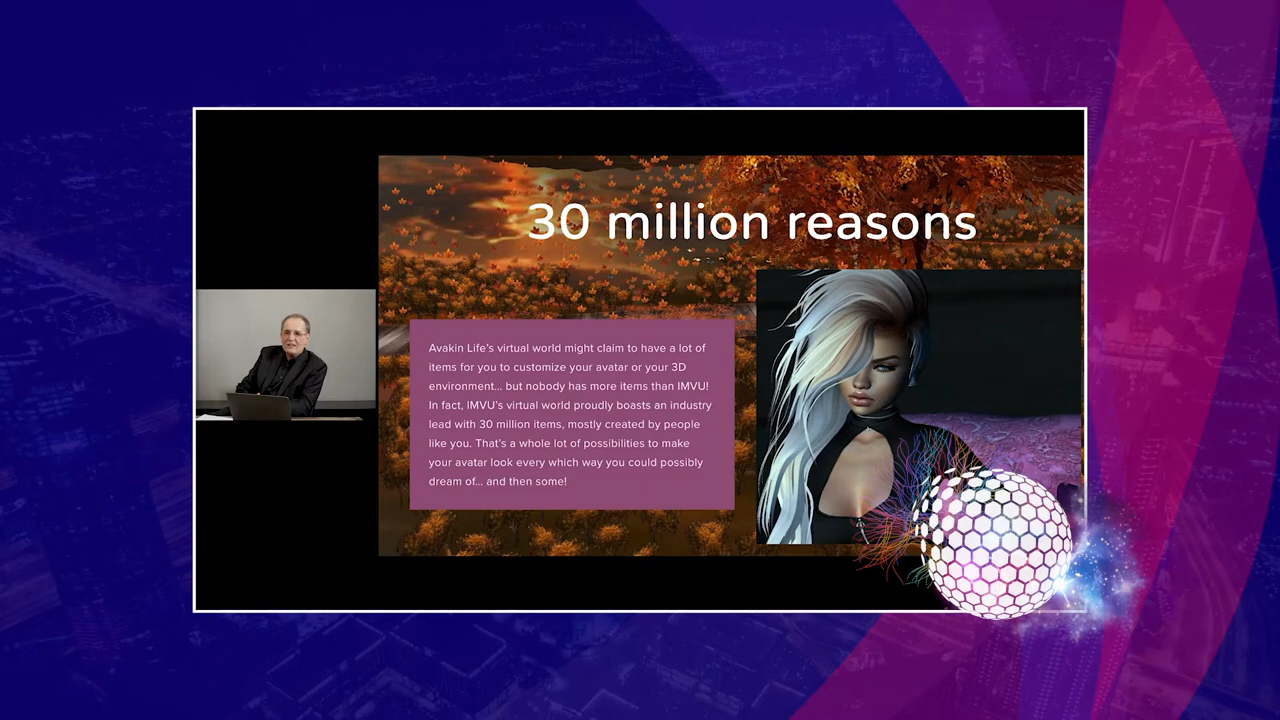 30 million reasons
Avakin Life's virtual world might claim to have a lot of
items for you to customize your avatar or your 3D
environment... but nobody has more items than IMVU!
In fact, IMVU's virtual world proudly boasts an industry
lead with 30 million items, mostly created by people
like you. That's a whole lot of possibilities to make
your avatar look every which way you could possibly
dream of... and then some!